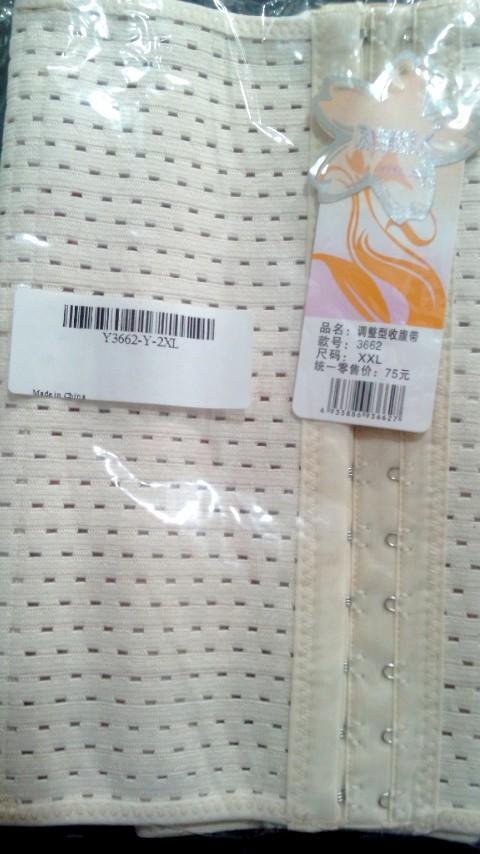 品名：调整型收腹带
款号：3662
尺码：XXL
统一零售价：75元
6933886936627
Y3662-Y-2XL
Made in China